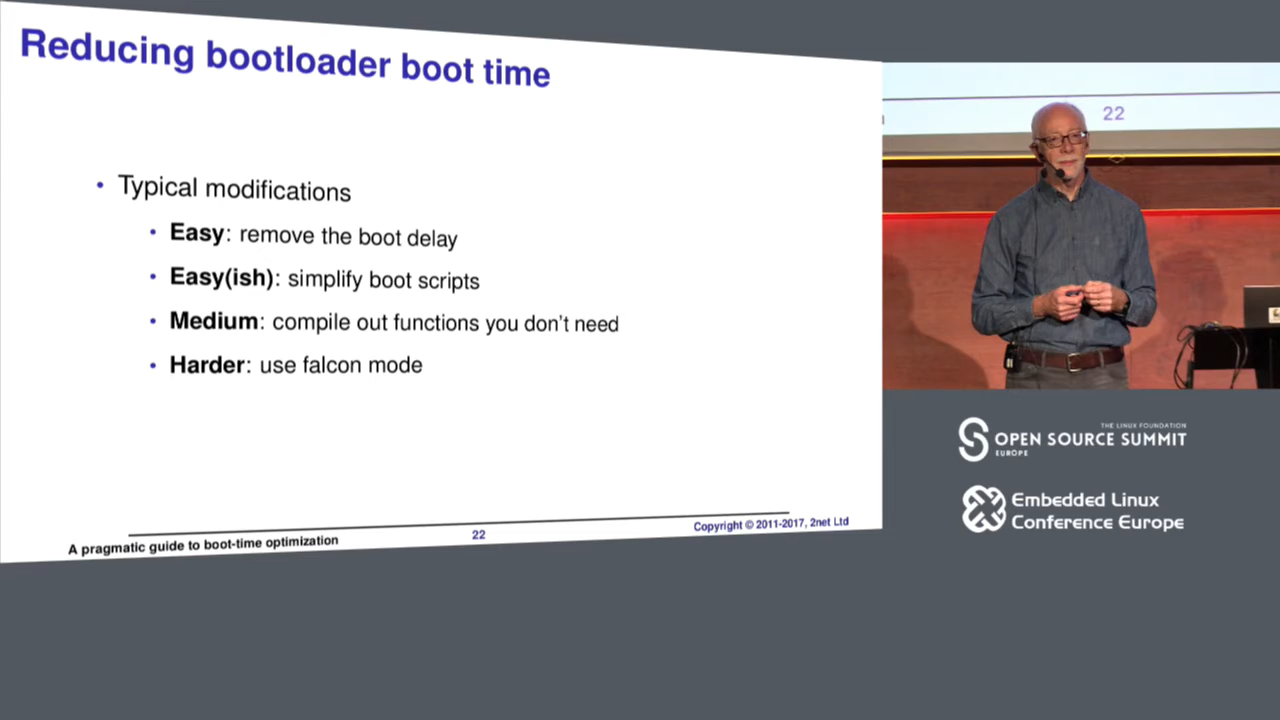 Reducing bootloader boot time
• Typical modifications
• Easy: remove the boot delay
• Easy(ish): simplify boot scripts
• Medium: compile out functions you don't need
• Harder: use falcon mode
A pragmatic guide to boot-time optimization
22
Copyright © 2011-2017, 2net Ltd
22
THE LINUX FOUNDATION
OPEN SOURCE SUMMIT
EUROPE
Embedded Linux
Conference Europe